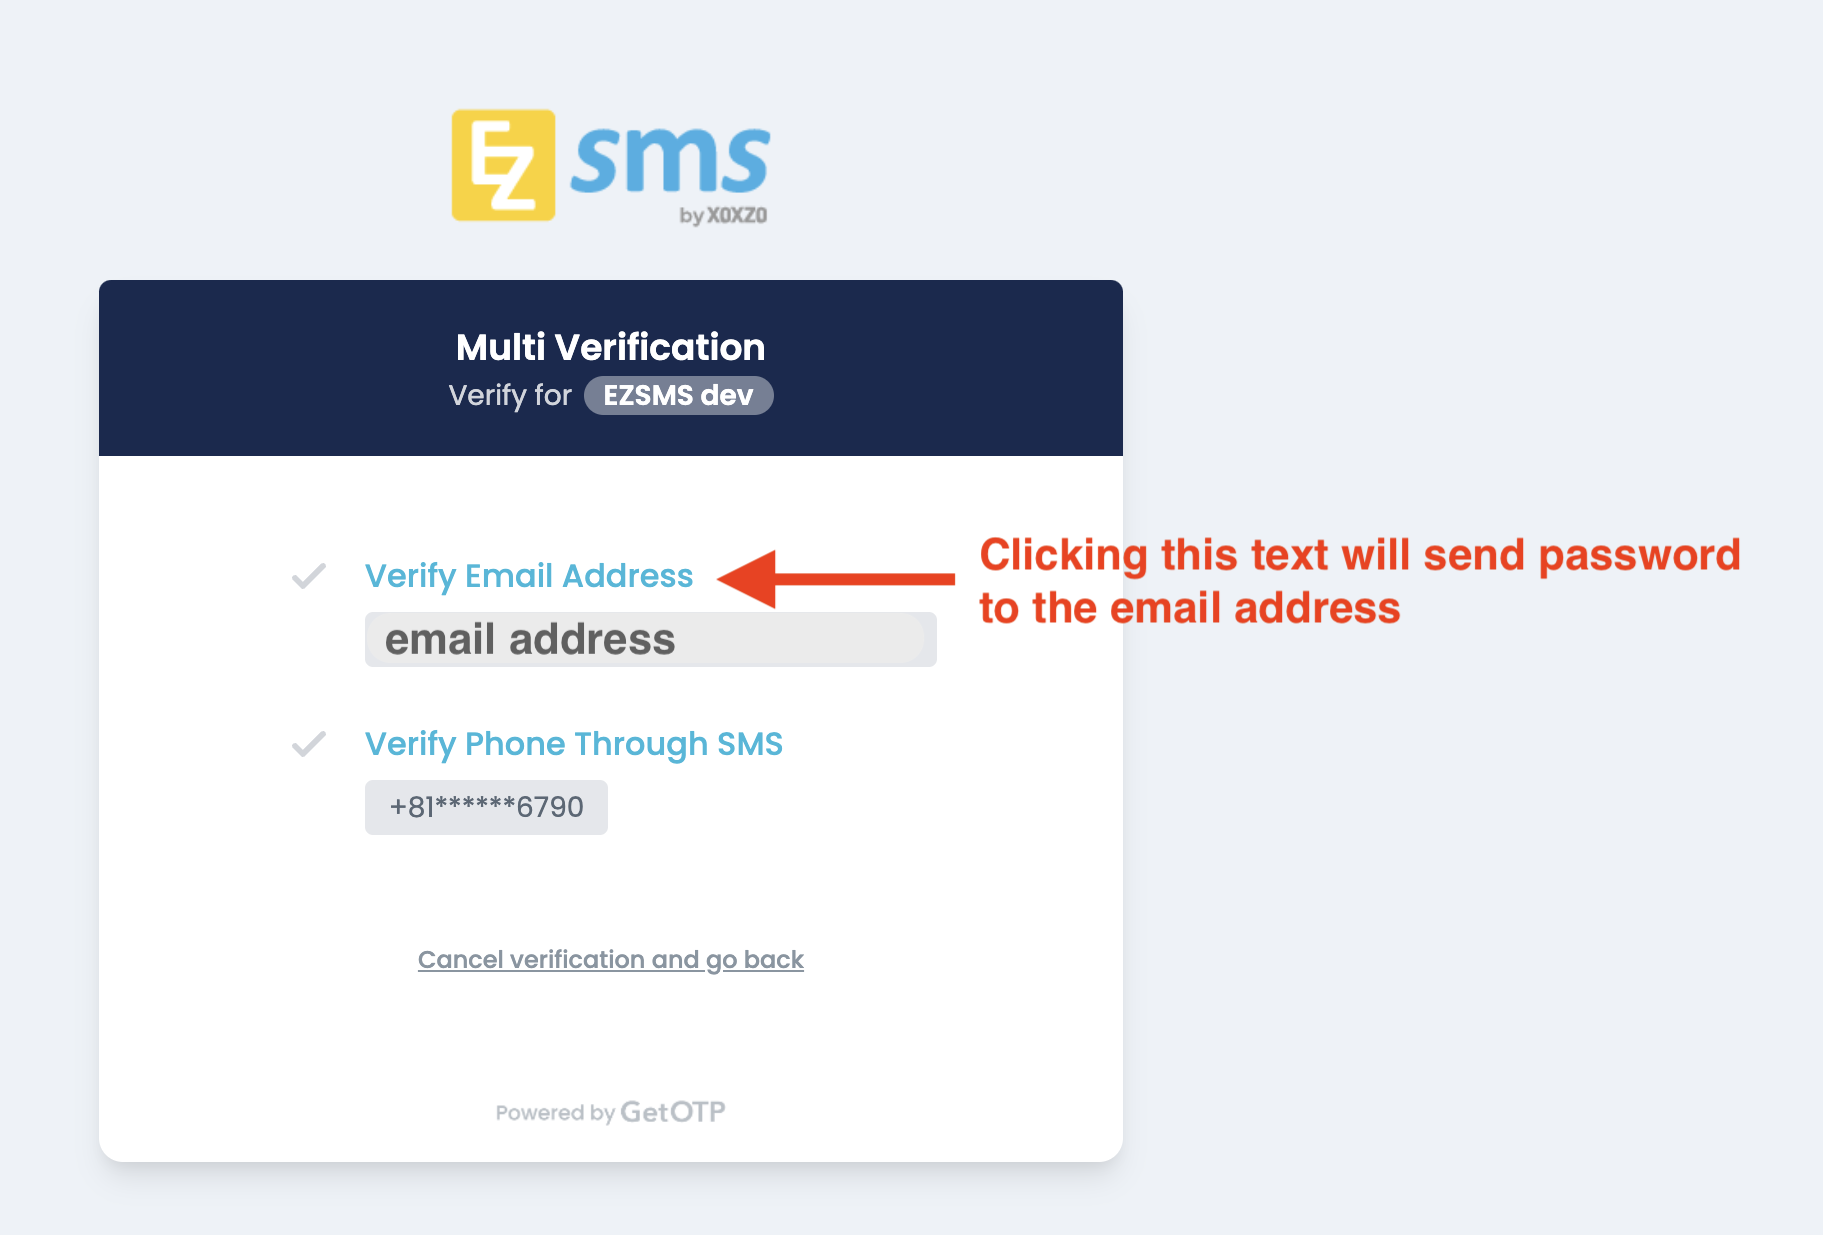 EZ sms
by XOXZO
Multi Verification
Verify for EZSMS dev
Verify Email Address
Clicking this text will send password
to the email address
email address
Verify Phone Through SMS
+81******6790
Cancel verification and go back
Powered by GetOTP